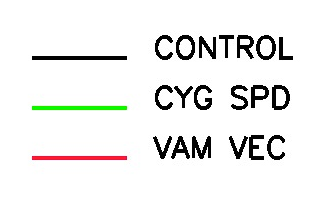 CONTROL
CYG SPD
VAM VEC